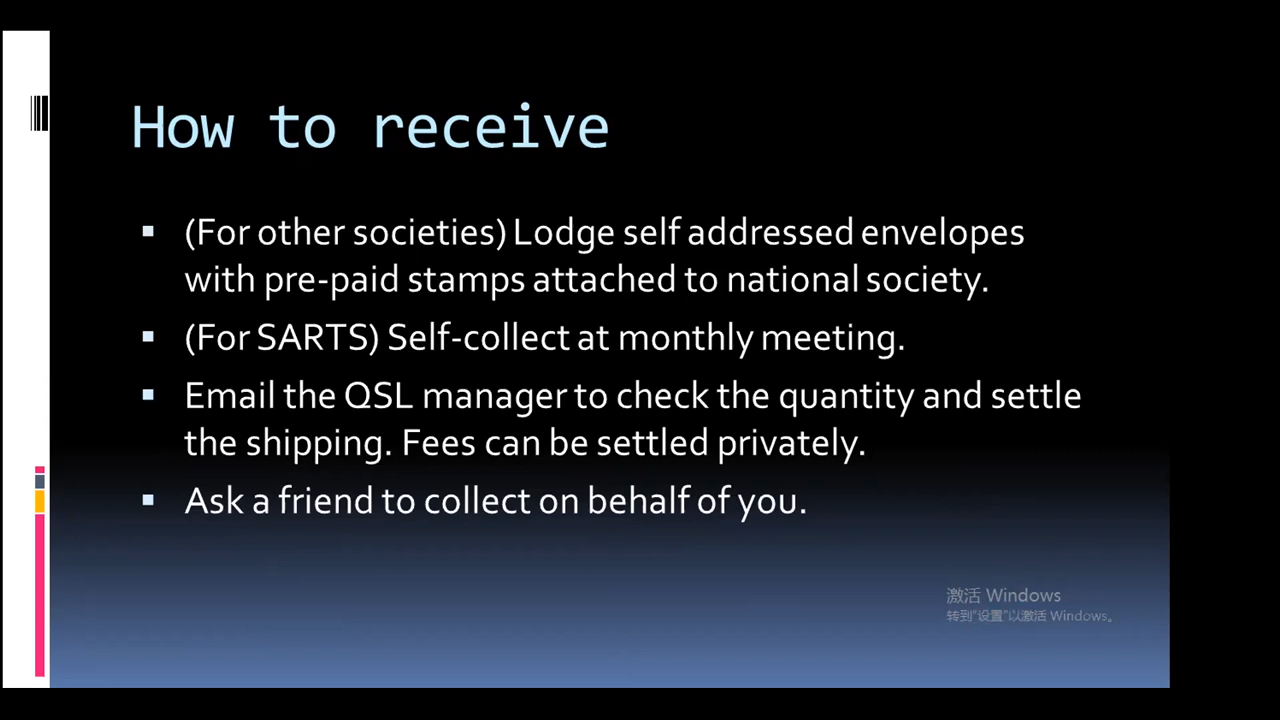 How to receive
(For other societies) Lodge self addressed envelopes
with pre-paid stamps attached to national society.
(For SARTS) Self-collect at monthly meeting.
Email the QSL manager to check the quantity and settle
the shipping. Fees can be settled privately.
Ask a friend to collect on behalf of you.
激活 Windows
转到"设置"以激活 Windows。